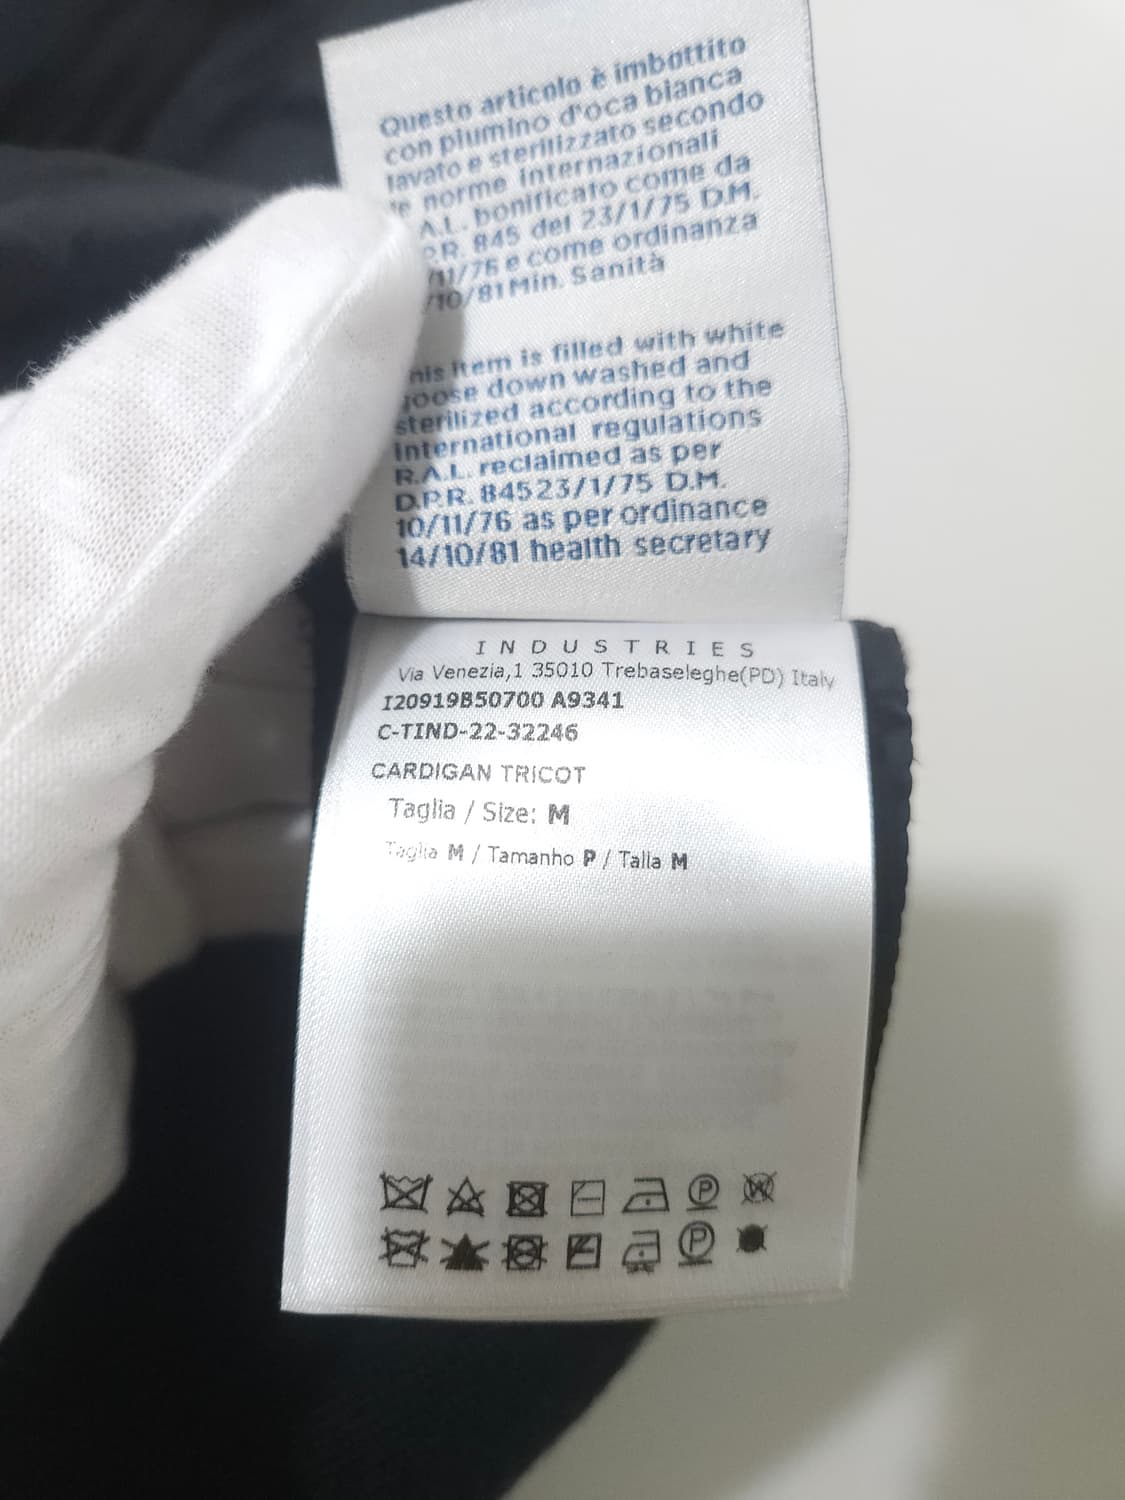 Questo articolo è imbottito
con piumino d'oca bianca
lavato e sterilizzato secondo
le norme internazionali
A.L. bonificato come da
P.R. 845 del 23/1/75 D.M.
/11/76 e come ordinanza
/10/81 Min. Sanità
his item is filled with white
goose down washed and
sterilized according to the
international regulations
R.A.L. reclaimed as per
D.P.R. 845 23/1/75 D.M.
10/11/76 as per ordinance
14/10/81 health secretary
INDUSTRIES
Via Venezia,1 35010 Trebaseleghe(PD) Italy
I20919B50700 A9341
C-TIND-22-32246
CARDIGAN TRICOT
Taglia / Size: M
Taglia M / Tamanho P / Talla M